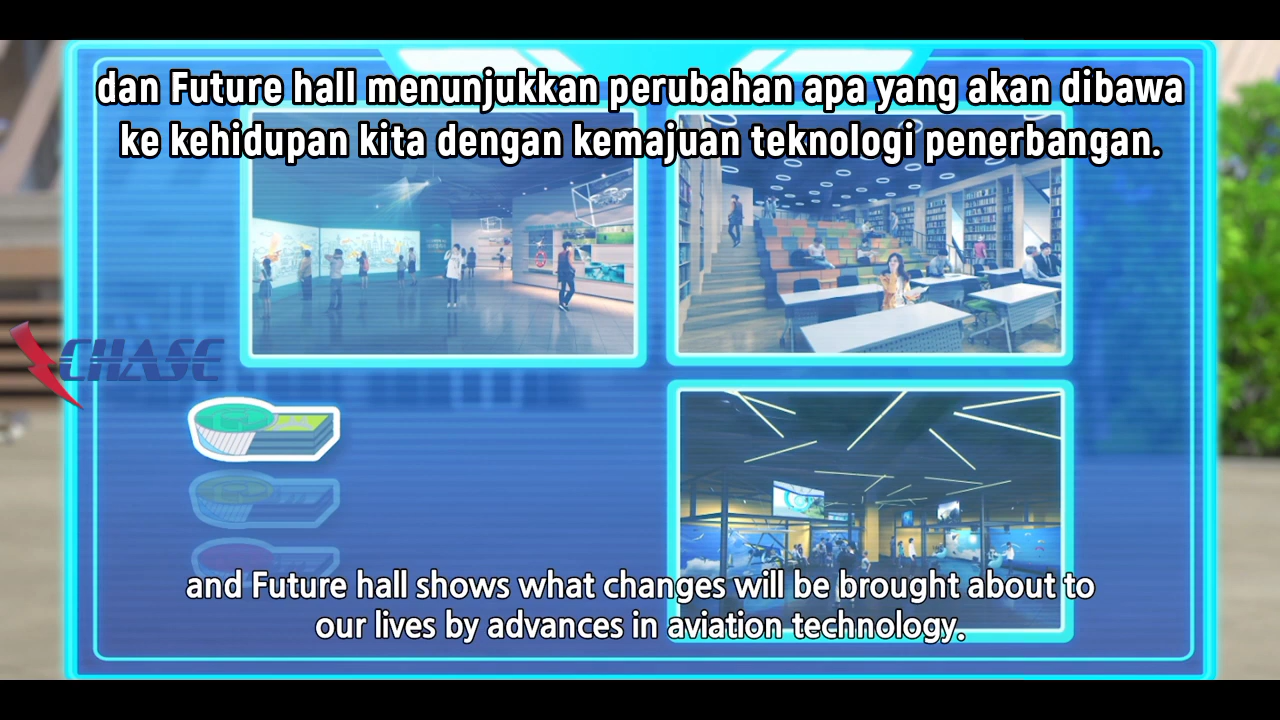 dan Future hall menunjukkan perubahan apa yang akan dibawa
ke kehidupan kita dengan kemajuan teknologi penerbangan.
CHASE
and Future hall shows what changes will be brought about to
our lives by advances in aviation technology.